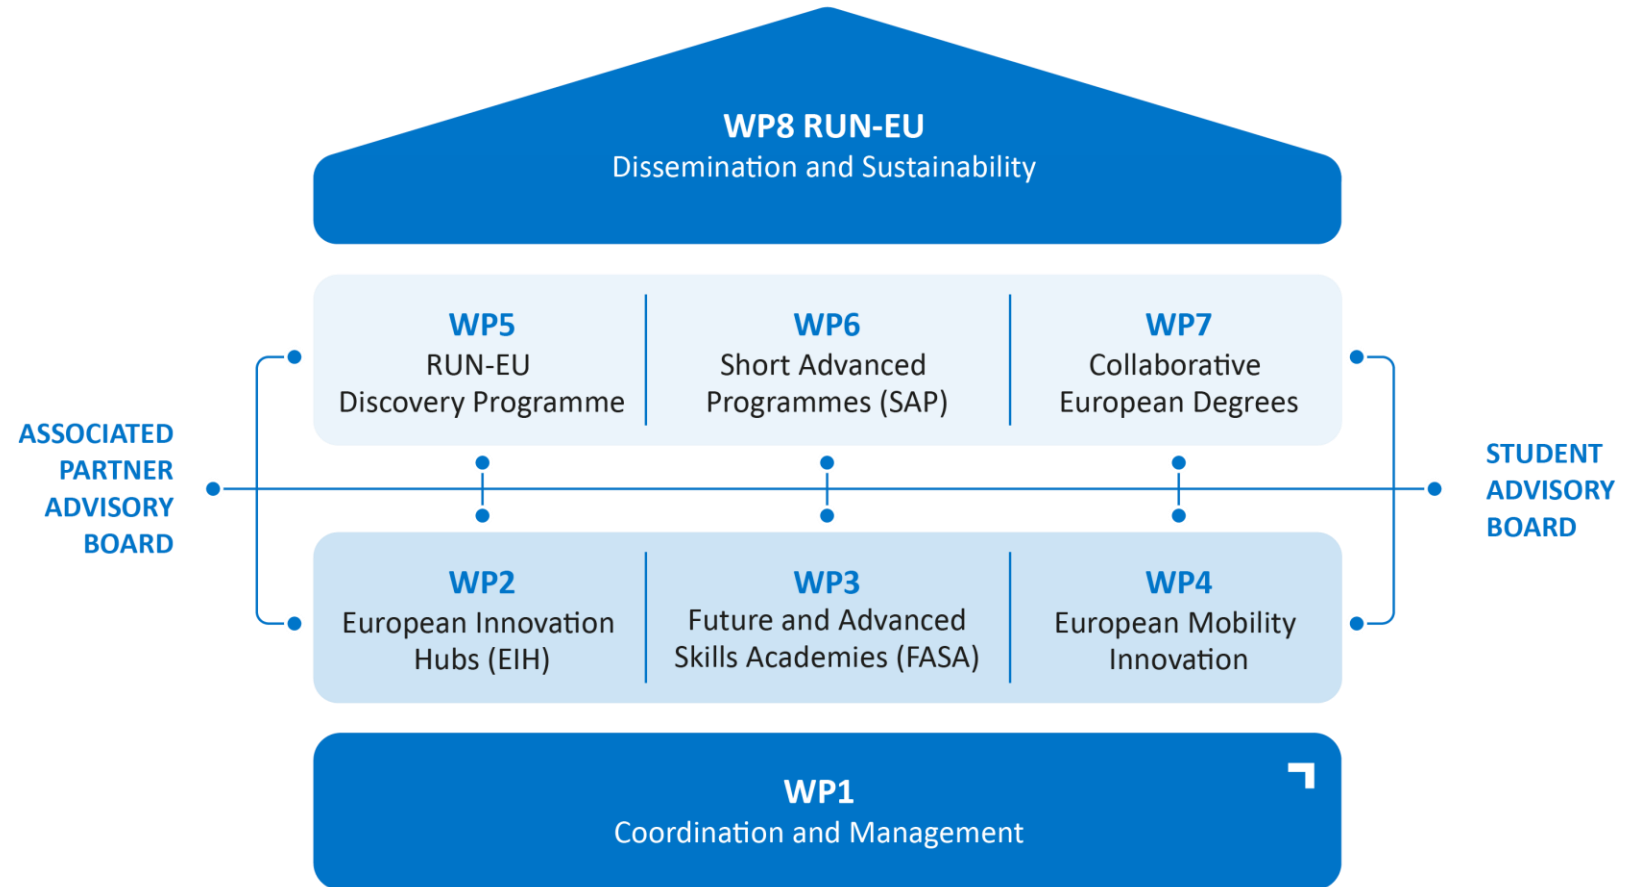 WP8 RUN-EU
Dissemination and Sustainability
WP5
RUN-EU
Discovery Programme
WP6
Short Advanced
Programmes (SAP)
WP7
Collaborative
European Degrees
ASSOCIATED
PARTNER
ADVISORY
BOARD
STUDENT
ADVISORY
BOARD
WP2
European Innovation
Hubs (EIH)
WP3
Future and Advanced
Skills Academies (FASA)
WP4
European Mobility
Innovation
WP1
Coordination and Management